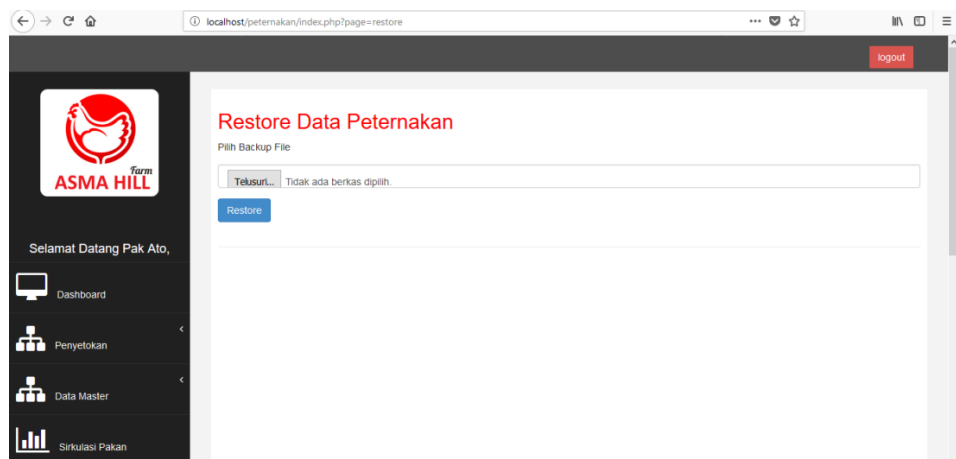 localhost/peternakan/index.php?page=restore
logout
Farm
ASMA HILL
Selamat Datang Pak Ato,
Dashboard
Penyetokan
Data Master
Sirkulasi Pakan
Restore Data Peternakan
Pilih Backup File
Telusuri... Tidak ada berkas dipilih.
Restore